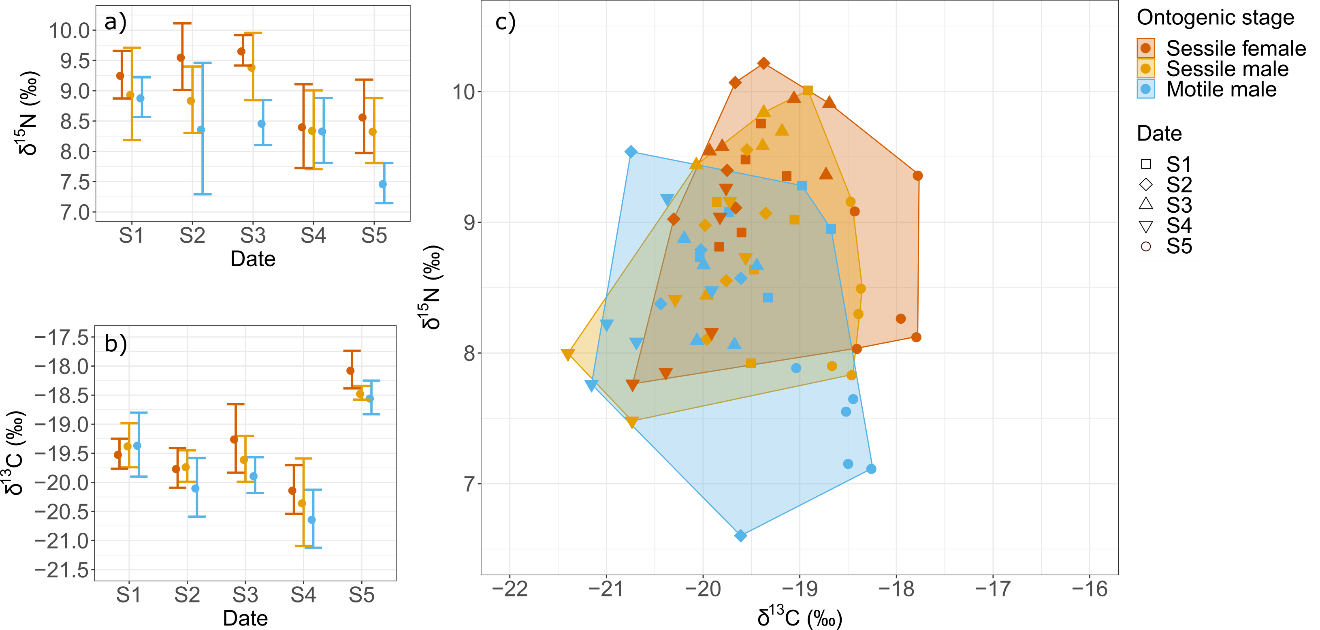 a)
10.0
9.5
9.0
8.5
8.0
7.5
7.0
δ15N (‰)
S1 S2 S3 S4 S5
Date
b)
−17.5
−18.0
−18.5
−19.0
−19.5
−20.0
−20.5
−21.0
−21.5
δ13C (‰)
S1 S2 S3 S4 S5
Date
c)
10
9
8
7
δ15N (‰)
−22 −21 −20 −19 −18 −17 −16
δ13C (‰)
Ontogenic stage
Sessile female
Sessile male
Motile male
Date
S1
S2
S3
S4
S5